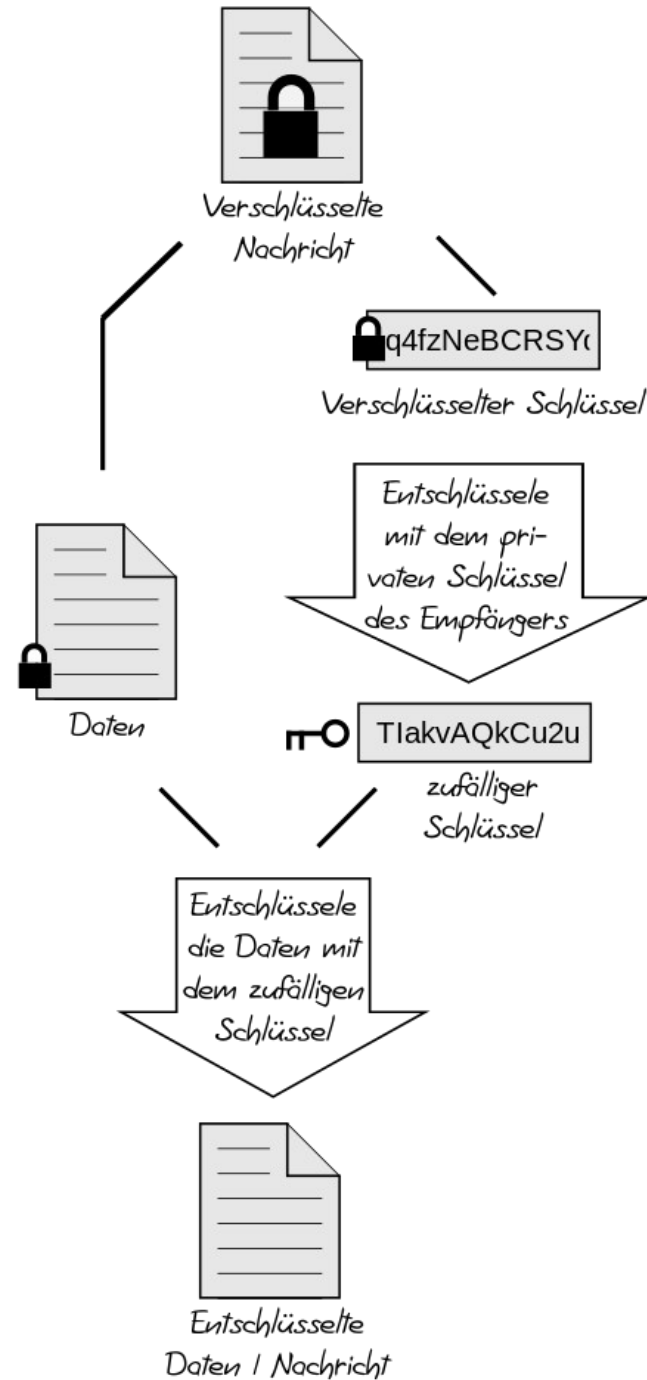 Verschlüsselte
Nachricht
q4fzNeBCRSY
Verschlüsselter Schlüssel
Entschlüssele
mit dem pri-
vaten Schlüssel
des Empfängers
Daten
TIakvAQkCu2u
zufälliger
Schlüssel
Entschlüssele
die Daten mit
dem zufälligen
Schlüssel
Entschlüsselte
Daten / Nachricht